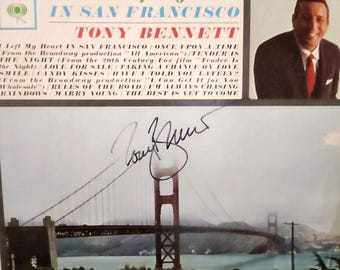 IN SAN FRANCISCO
TONY BENNETT
I Left My Heart IN SAN FRANCISCO / ONCE UPON A TIME
(From the Broadway production "All American") / TENDER IS
THE NIGHT (From the 20th Century-Fox film "Tender Is
the Night) / LOVE FOR SALE / TAKING A CHANCE ON LOVE
SMILE / CANDY KISSES / HAVE I TOLD YOU LATELY?
(From the Broadway production "I Can Get It for You
Wholesale") / RULES OF THE ROAD / I'M ALWAYS CHASING
RAINBOWS / MARRY YOUNG / THE BEST IS YET TO COME
Tony Bennett